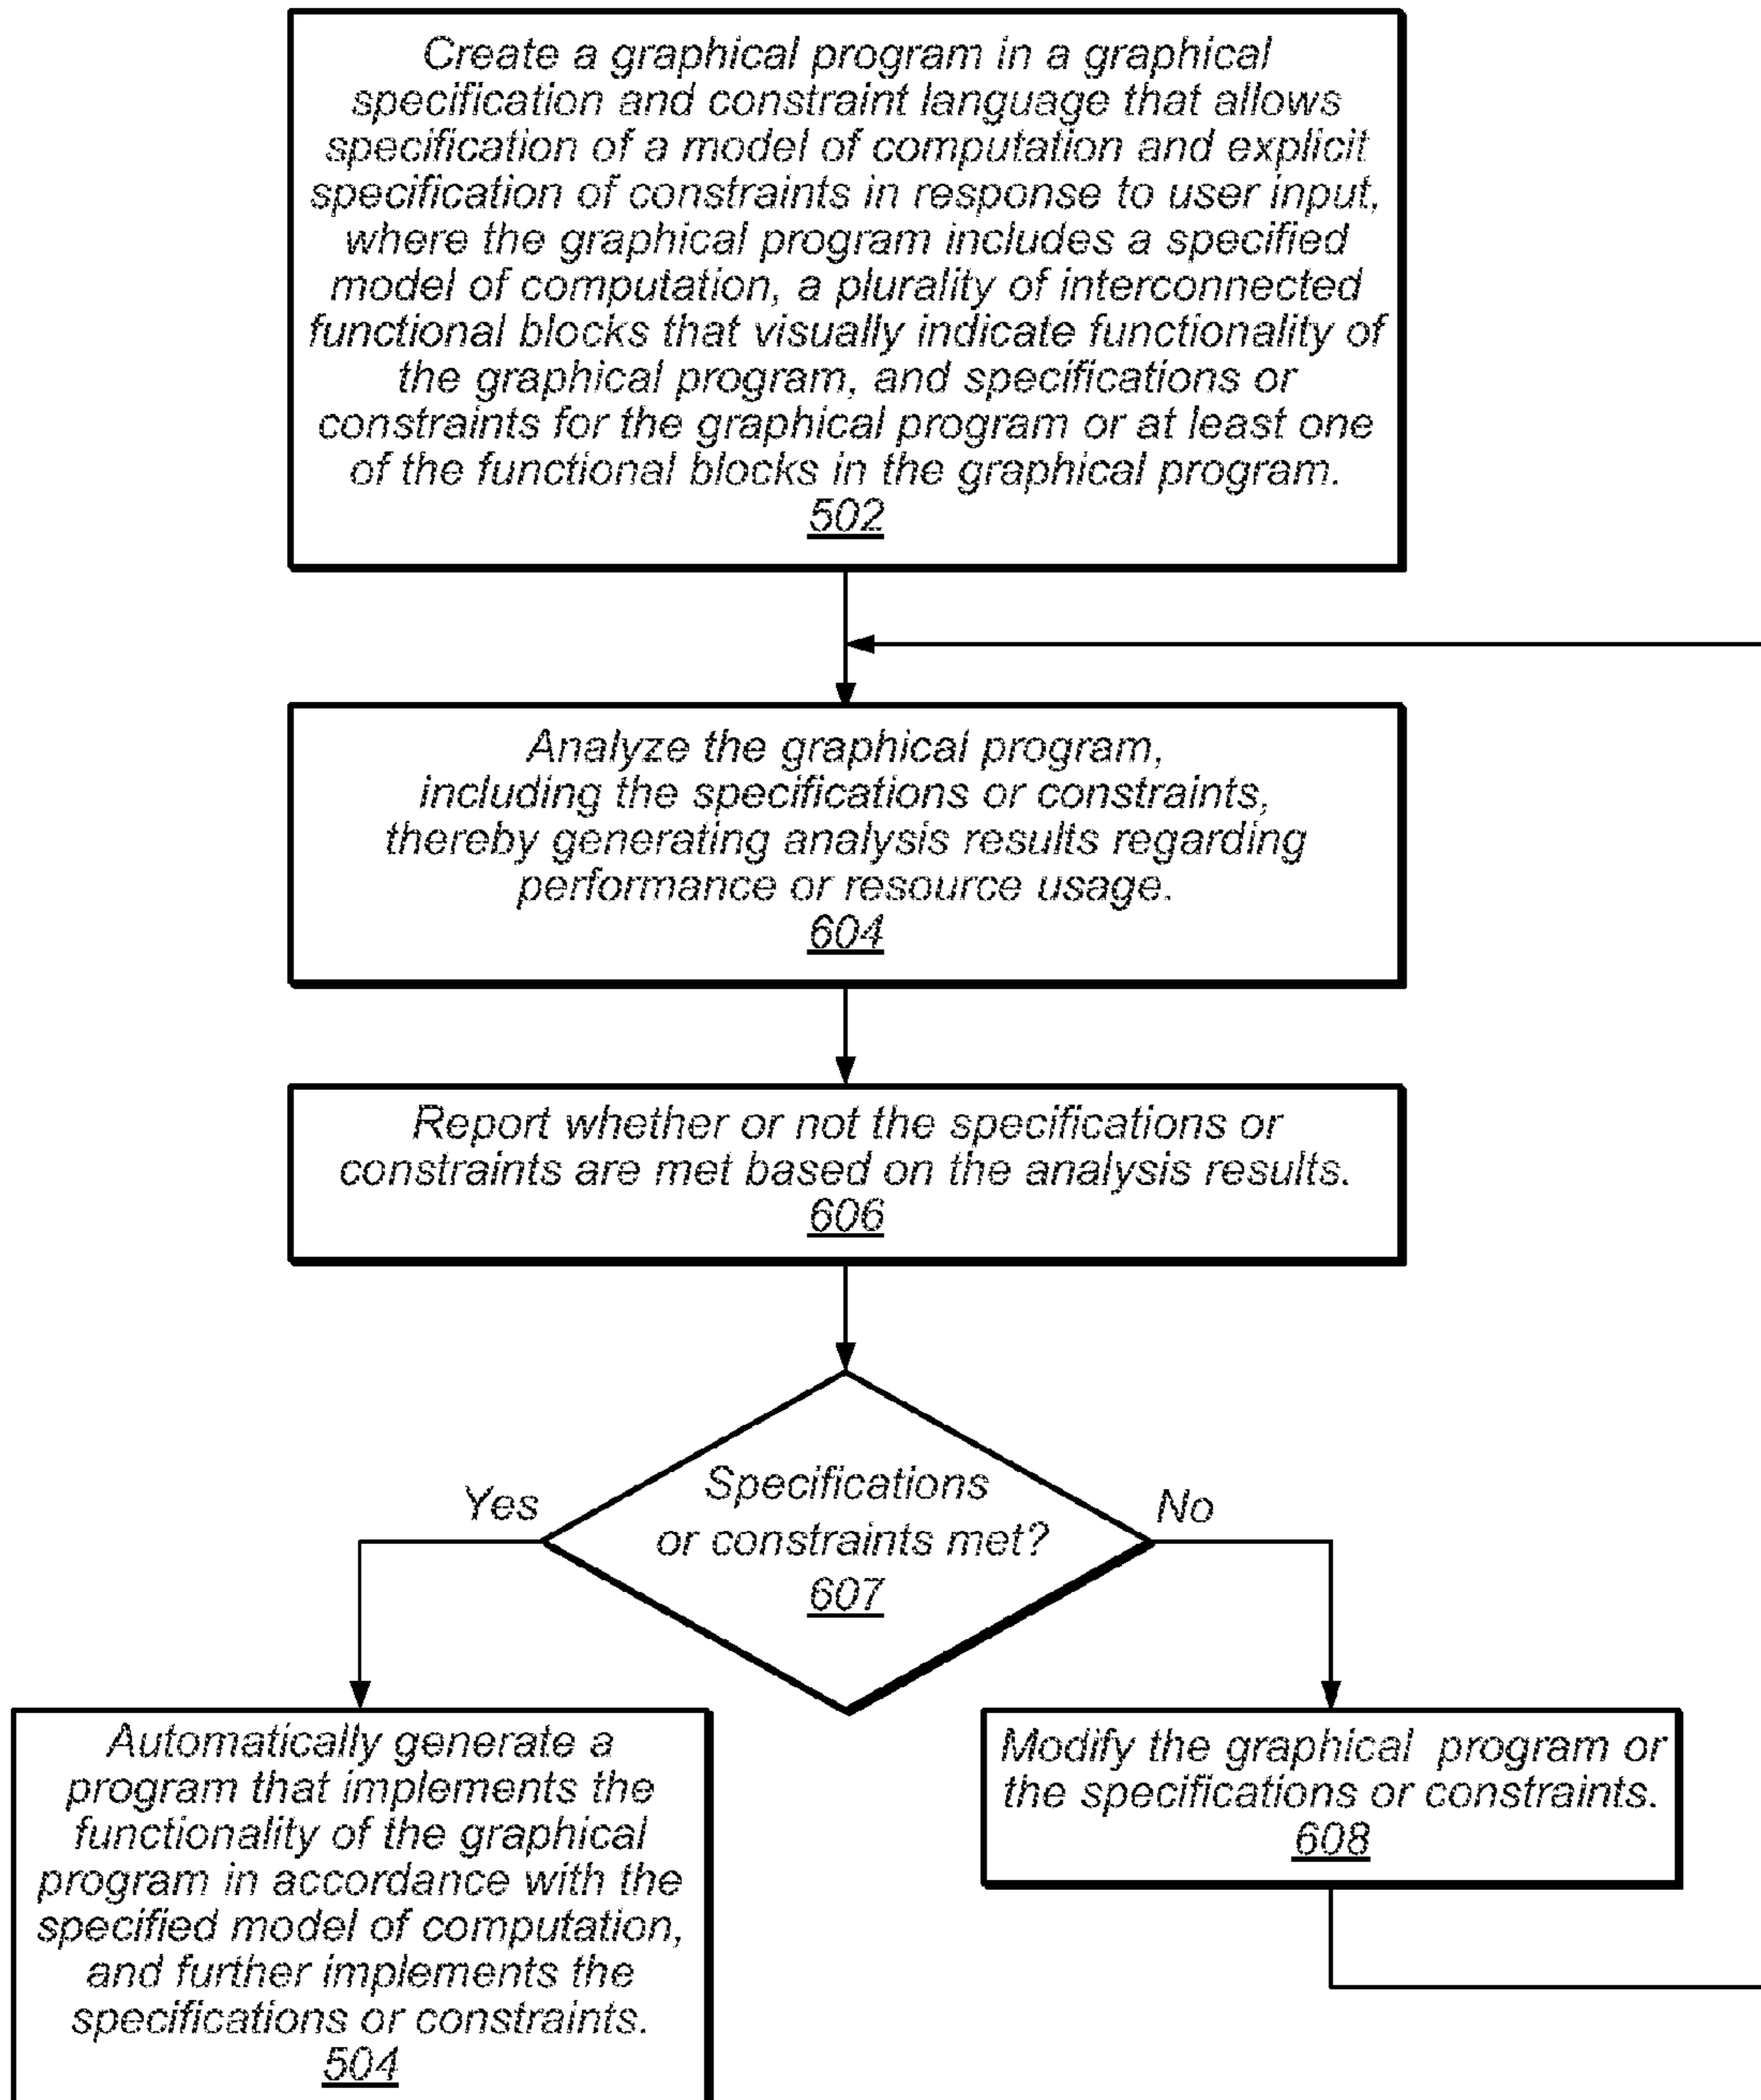 Create a graphical program in a graphical
specification and constraint language that allows
specification of a model of computation and explicit
specification of constraints in response to user input,
where the graphical program includes a specified
model of computation, a plurality of interconnected
functional blocks that visually indicate functionality of
the graphical program, and specifications or
constraints for the graphical program or at least one
of the functional blocks in the graphical program.
502
Analyze the graphical program,
including the specifications or constraints,
thereby generating analysis results regarding
performance or resource usage.
604
Report whether or not the specifications or
constraints are met based on the analysis results.
606
Specifications
or constraints met?
607
Yes
No
Automatically generate a
program that implements the
functionality of the graphical
program in accordance with the
specified model of computation,
and further implements the
specifications or constraints.
504
Modify the graphical program or
the specifications or constraints.
608